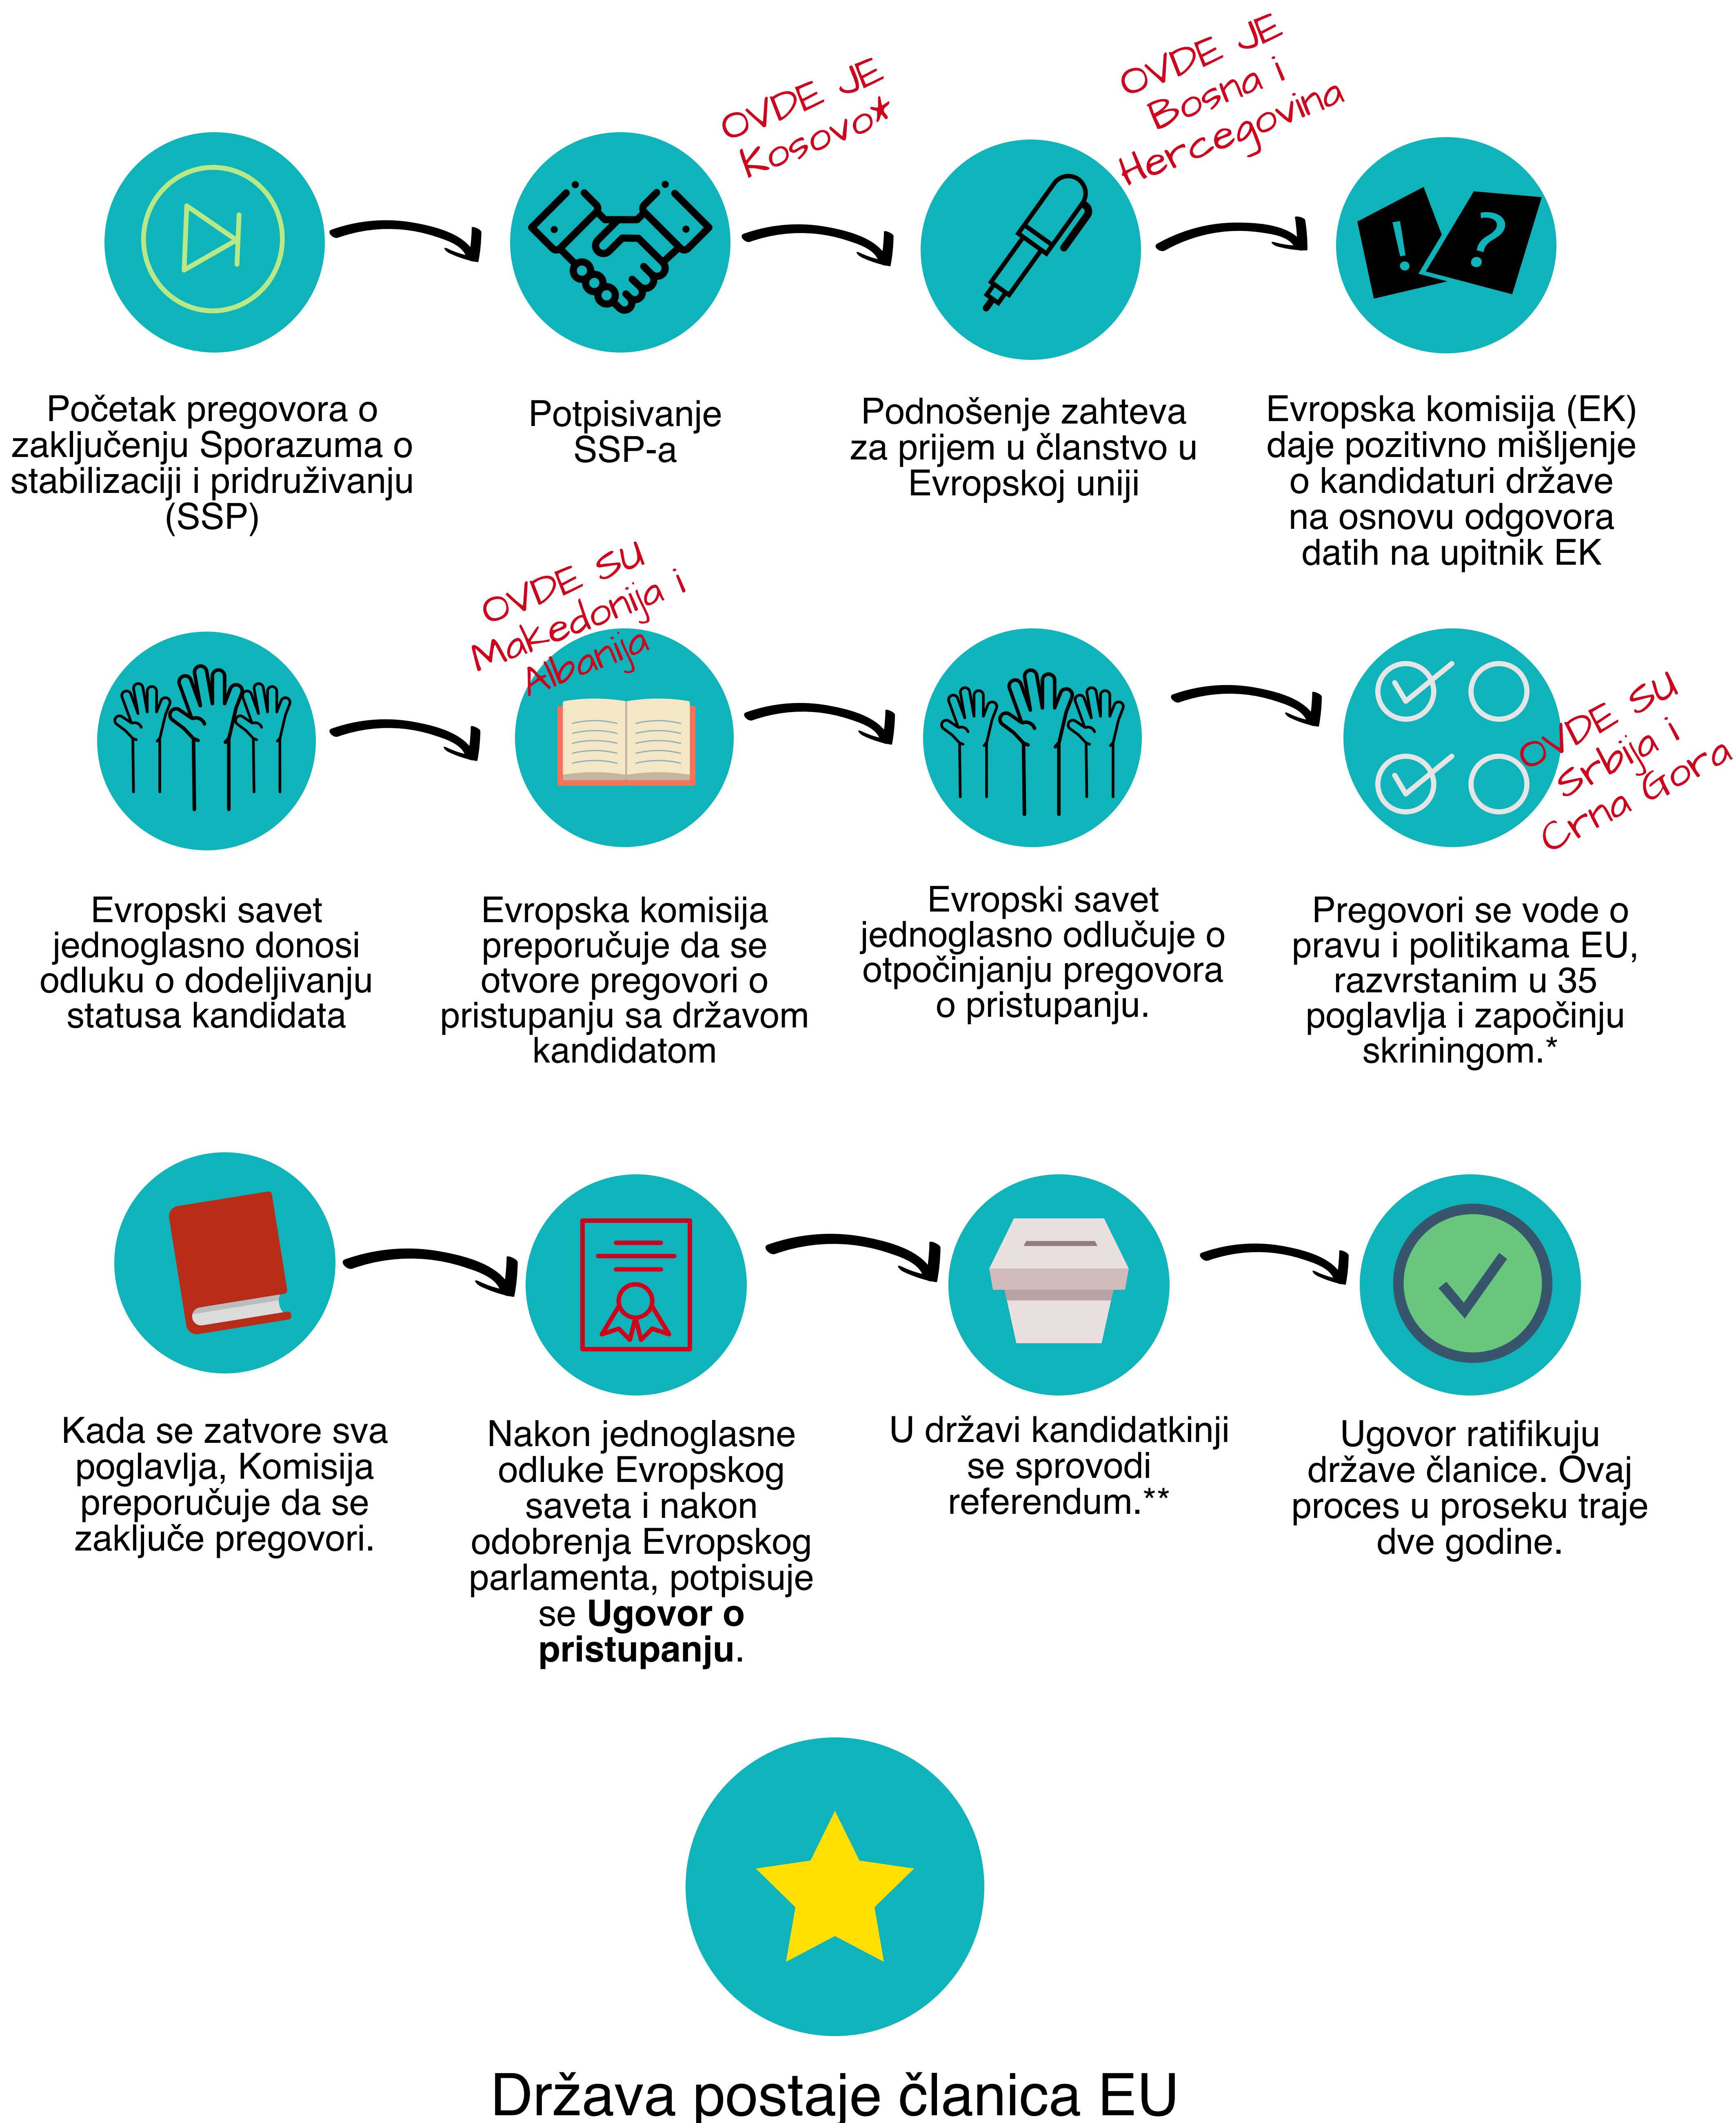 OVDE JE
Kosovo*
OVDE JE
Bosna i
Hercegovina
! ?
Početak pregovora o
zaključenju Sporazuma o
stabilizaciji i pridruživanju
(SSP)
Potpisivanje
SSP-a
Podnošenje zahteva
za prijem u članstvo u
Evropskoj uniji
Evropska komisija (EK)
daje pozitivno mišljenje
o kandidaturi države
na osnovu odgovora
datih na upitnik EK
OVDE SU
Makedonija i
Albanija
OVDE SU
Srbija i
Crna Gora
Evropski savet
jednoglasno donosi
odluku o dodeljivanju
statusa kandidata
Evropska komisija
preporučuje da se
otvore pregovori o
pristupanju sa državom
kandidatom
Evropski savet
jednoglasno odlučuje o
otpočinjanju pregovora
o pristupanju.
Pregovori se vode o
pravu i politikama EU,
razvrstanim u 35
poglavlja i započinju
skriningom.*
Kada se zatvore sva
poglavlja, Komisija
preporučuje da se
zaključe pregovori.
Nakon jednoglasne
odluke Evropskog
saveta i nakon
odobrenja Evropskog
parlamenta, potpisuje
se Ugovor o
pristupanju.
U državi kandidatkinji
se sprovodi
referendum.**
Ugovor ratifikuju
države članice. Ovaj
proces u proseku traje
dve godine.
Država postaje članica EU